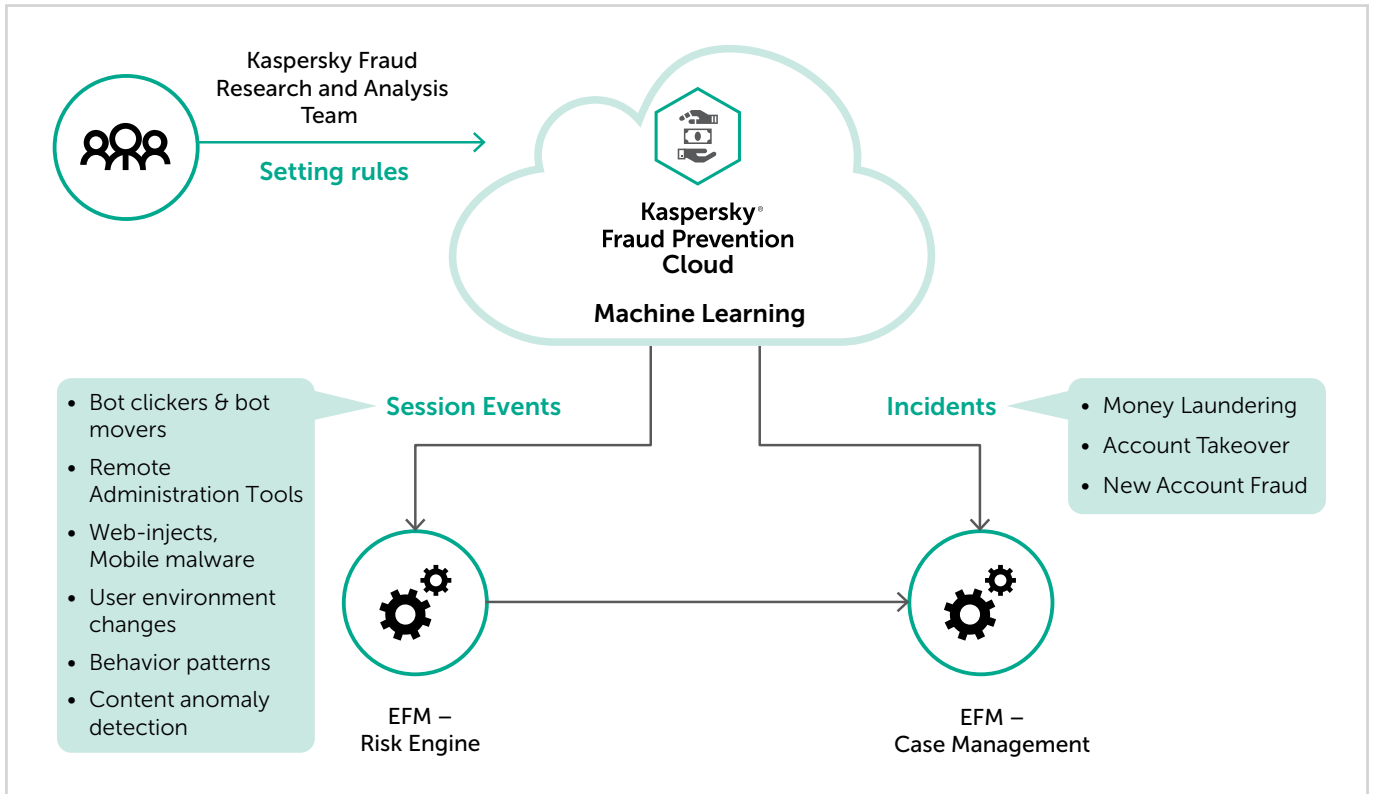 Kaspersky Fraud
Research and Analysis
Team
Setting rules
Kaspersky®
Fraud Prevention
Cloud
Machine Learning
• Bot clickers & bot
movers
• Remote
Administration Tools
• Web-injects,
Mobile malware
• User environment
changes
• Behavior patterns
• Content anomaly
detection
Session Events
Incidents
• Money Laundering
• Account Takeover
• New Account Fraud
EFM –
Risk Engine
EFM –
Case Management